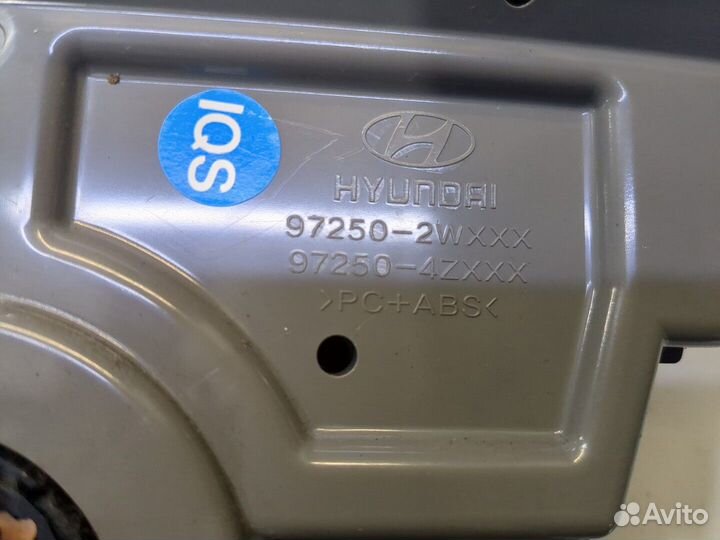 IQS
HYUNDAI
97250-2WXXX
97250-4ZXXX
>PC+ABS<
Avito